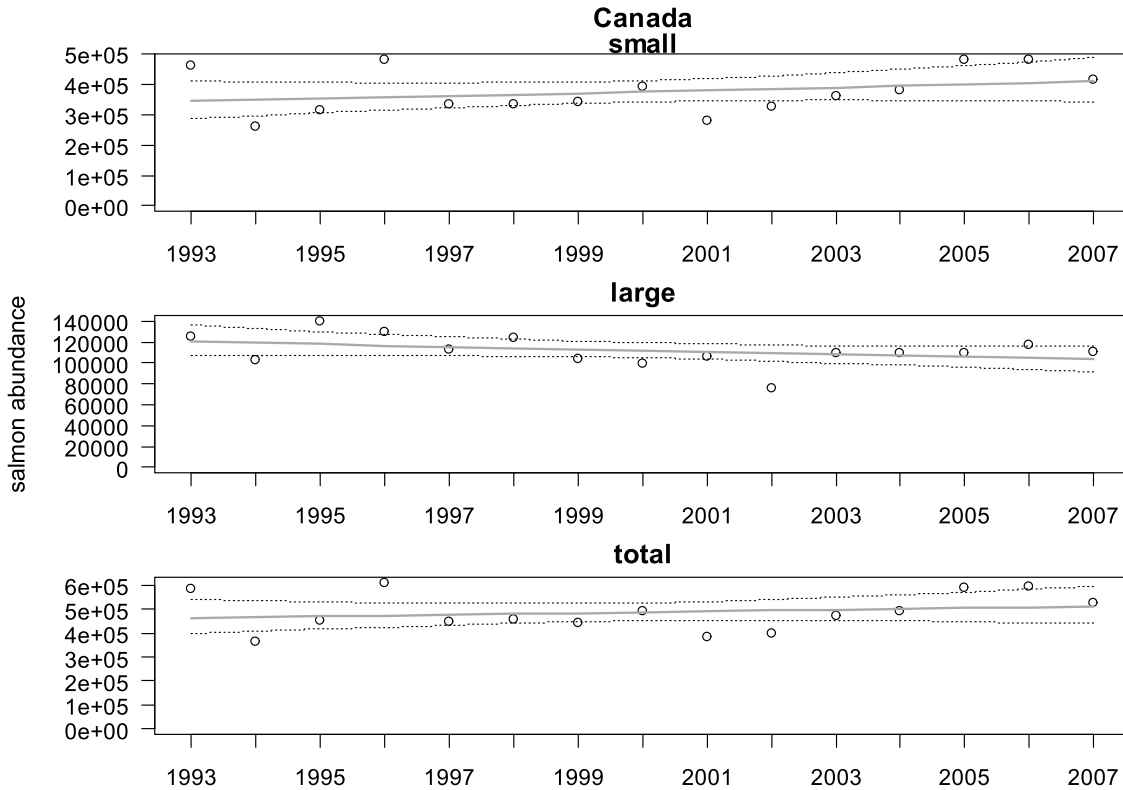 Canada
small
5e+05
4e+05
3e+05
2e+05
1e+05
0e+00
1993 1995 1997 1999 2001 2003 2005 2007
large
salmon abundance
140000
120000
100000
80000
60000
40000
20000
0
1993 1995 1997 1999 2001 2003 2005 2007
total
6e+05
5e+05
4e+05
3e+05
2e+05
1e+05
0e+00
1993 1995 1997 1999 2001 2003 2005 2007